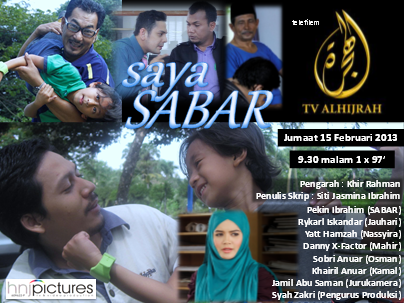 telefilem
saya
SABAR
TV ALHIJRAH
Jumaat 15 Februari 2013
9.30 malam 1 x 97'
Pengarah : Khir Rahman
Penulis Skrip : Siti Jasmina Ibrahim
Pekin Ibrahim (SABAR)
Rykarl Iskandar (Jauhai)
Yatt Hamzah (Nassyira)
Danny X-Factor (Mahir)
Sobri Anuar (Osman)
Khairil Anuar (Kamal)
Jamil Abu Saman (Jurukamera)
Syah Zakri (Pengurus Produksi)
hnjpictures